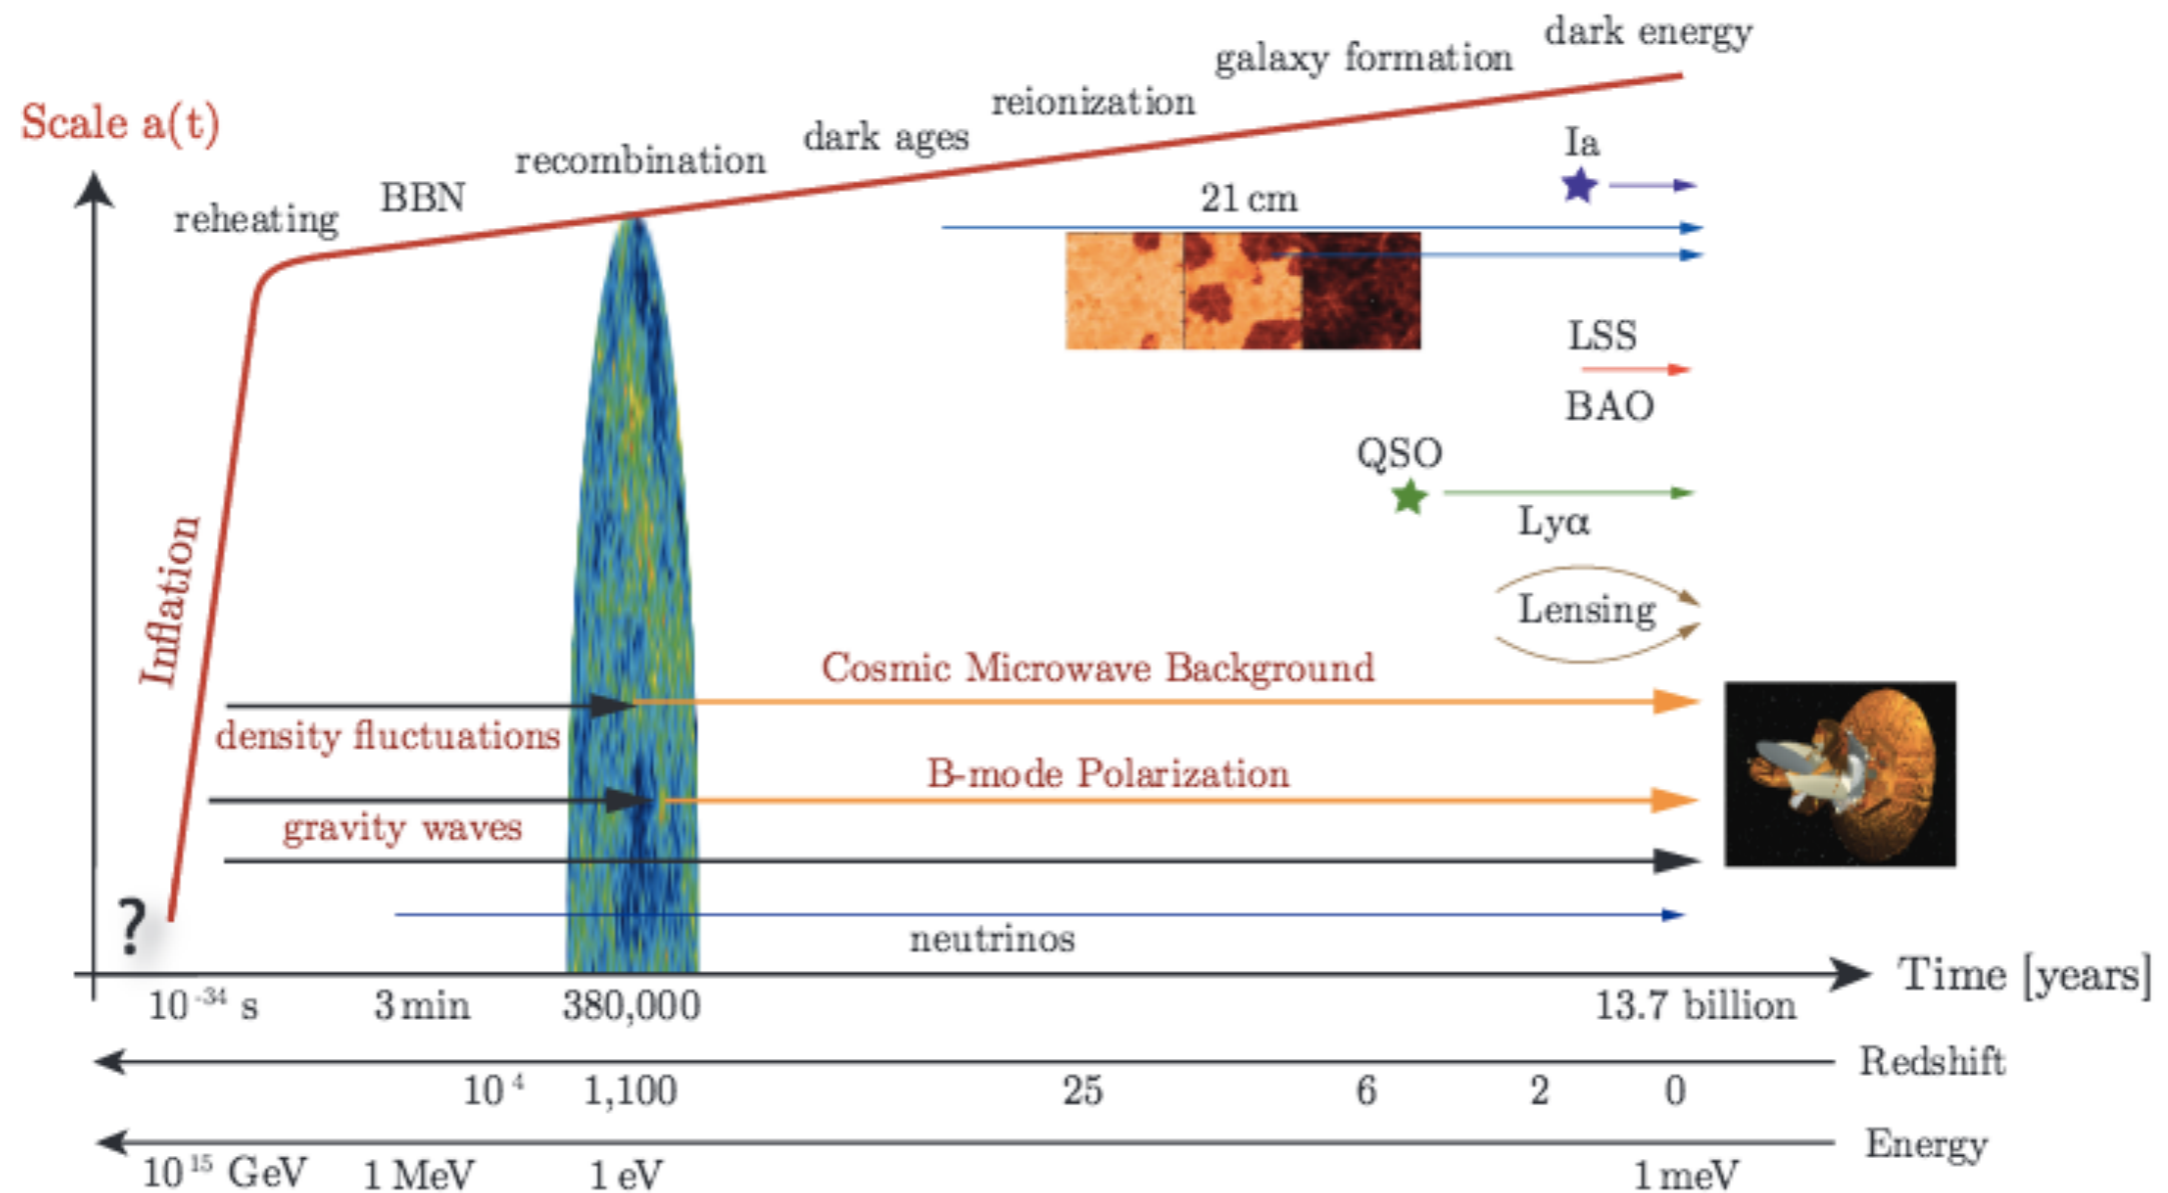 dark energy
galaxy formation
reionization
dark ages
recombination
BBN
reheating
Scale a(t)
Ia
21 cm
LSS
BAO
QSO
Lyα
Lensing
Inflation
Cosmic Microwave Background
density fluctuations
B-mode Polarization
gravity waves
?
neutrinos
Time [years]
10⁻³⁴ s 3 min 380,000 13.7 billion
Redshift
10⁴ 1,100 25 6 2 0
Energy
10¹⁵ GeV 1 MeV 1 eV 1 meV